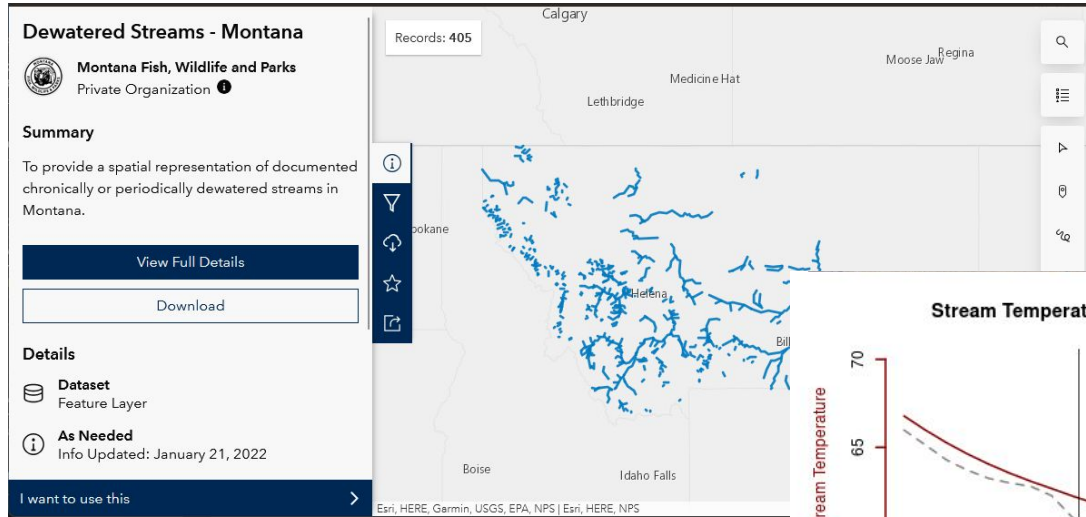 Dewatered Streams - Montana
Montana Fish, Wildlife and Parks
Private Organization
Summary
To provide a spatial representation of documented
chronically or periodically dewatered streams in
Montana.
View Full Details
Download
Details
Dataset
Feature Layer
As Needed
Info Updated: January 21, 2022
I want to use this
Records: 405
Calgary
Regina
Moose Jaw
Medicine Hat
Lethbridge
Helena
Boise
Idaho Falls
Esri, HERE, Garmin, USGS, EPA, NPS | Esri, HERE, NPS
Stream
70
65
Temperature